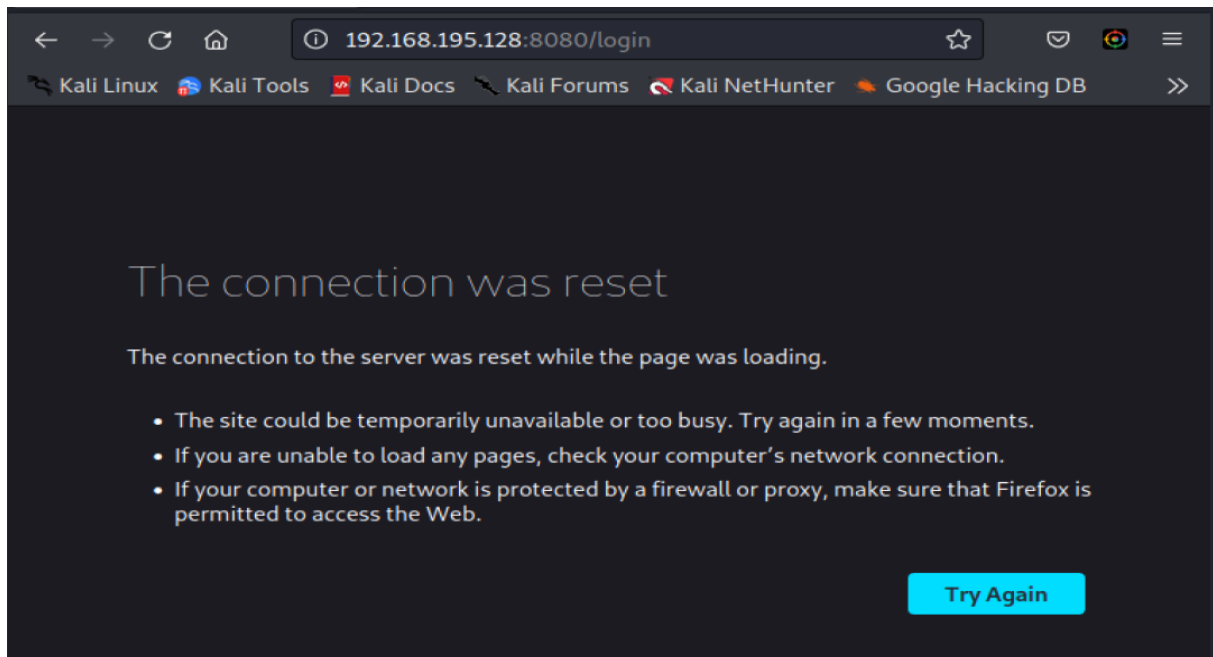 192.168.195.128:8080/login
Kali Linux Kali Tools Kali Docs Kali Forums Kali NetHunter Google Hacking DB
The connection was reset
The connection to the server was reset while the page was loading.
• The site could be temporarily unavailable or too busy. Try again in a few moments.
• If you are unable to load any pages, check your computer’s network connection.
• If your computer or network is protected by a firewall or proxy, make sure that Firefox is
permitted to access the Web.
Try Again